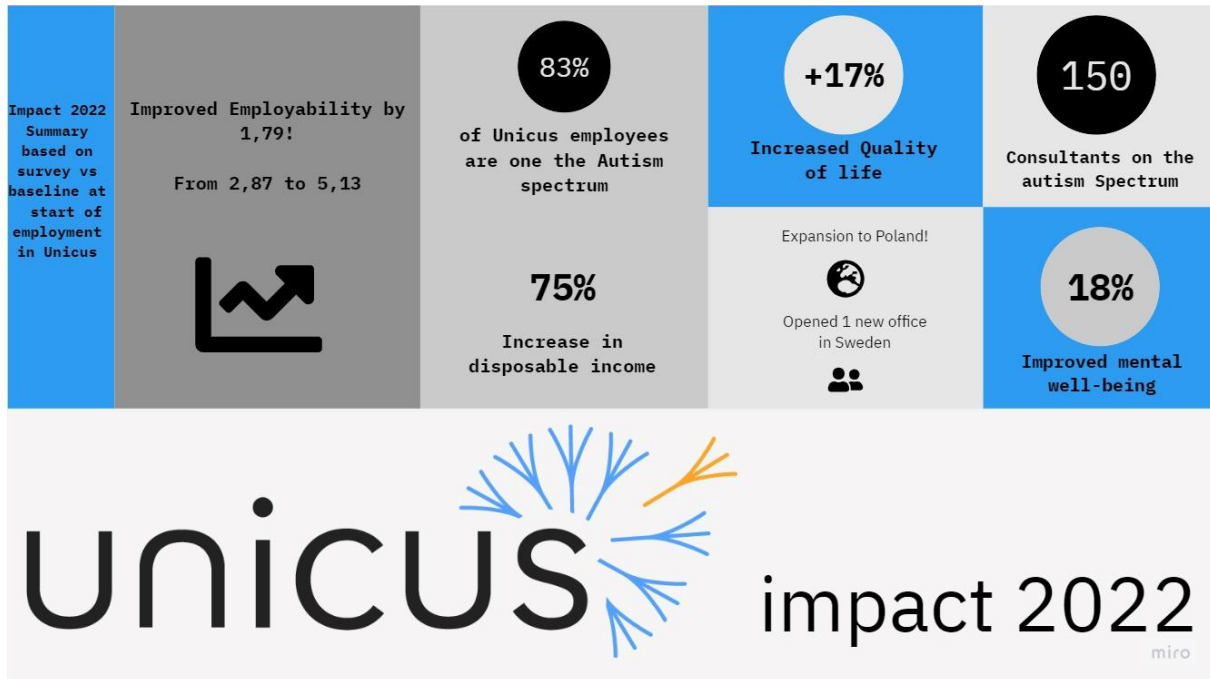 Impact 2022
Summary
based on
survey vs
baseline at
start of
employment
in Unicus
Improved Employability by
1,79!
From 2,87 to 5,13
83%
of Unicus employees
are one the Autism
spectrum
75%
Increase in
disposable income
+17%
Increased Quality
of life
Expansion to Poland!
Opened 1 new office
in Sweden
150
Consultants on the
autism Spectrum
18%
Improved mental
well-being
unicus
impact 2022
miro